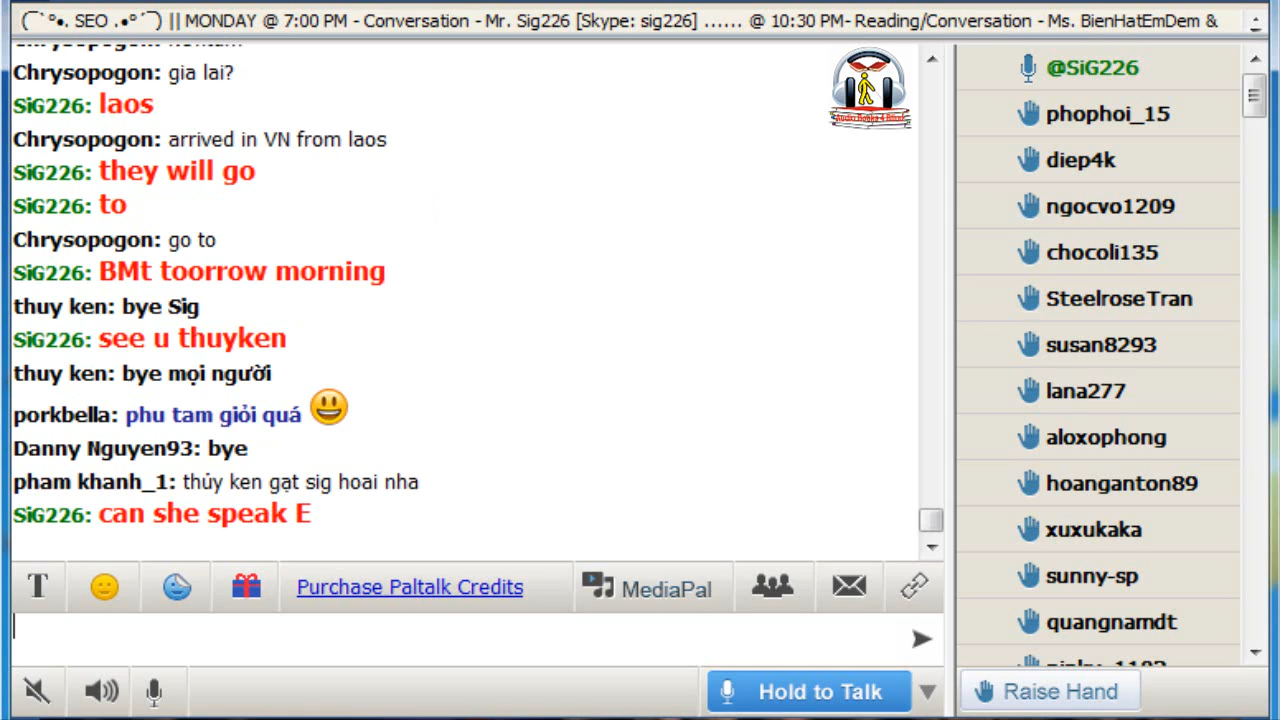 (¯`°•. SEO .•°´¯) || MONDAY @ 7:00 PM - Conversation - Mr. Sig226 [Skype: sig226] ...... @ 10:30 PM- Reading/Conversation - Ms. BienHatEmDem &
Chrysopogon: gia lai?
SiG226: laos
Chrysopogon: arrived in VN from laos
SiG226: they will go
SiG226: to
Chrysopogon: go to
SiG226: BMt toorrow morning
thuy ken: bye Sig
SiG226: see u thuyken
thuy ken: bye mọi người
porkbella: phu tam giỏi quá
Danny Nguyen93: bye
pham khanh_1: thủy ken gạt sig hoai nha
SiG226: can she speak E
Audio Books 4 Blind
T
Purchase Paltalk Credits
MediaPal
Hold to Talk
@SiG226
phophoi_15
diep4k
ngocvo1209
chocoli135
SteelroseTran
susan8293
lana277
aloxophong
hoanganton89
xuxukaka
sunny-sp
quangnamdt
Raise Hand